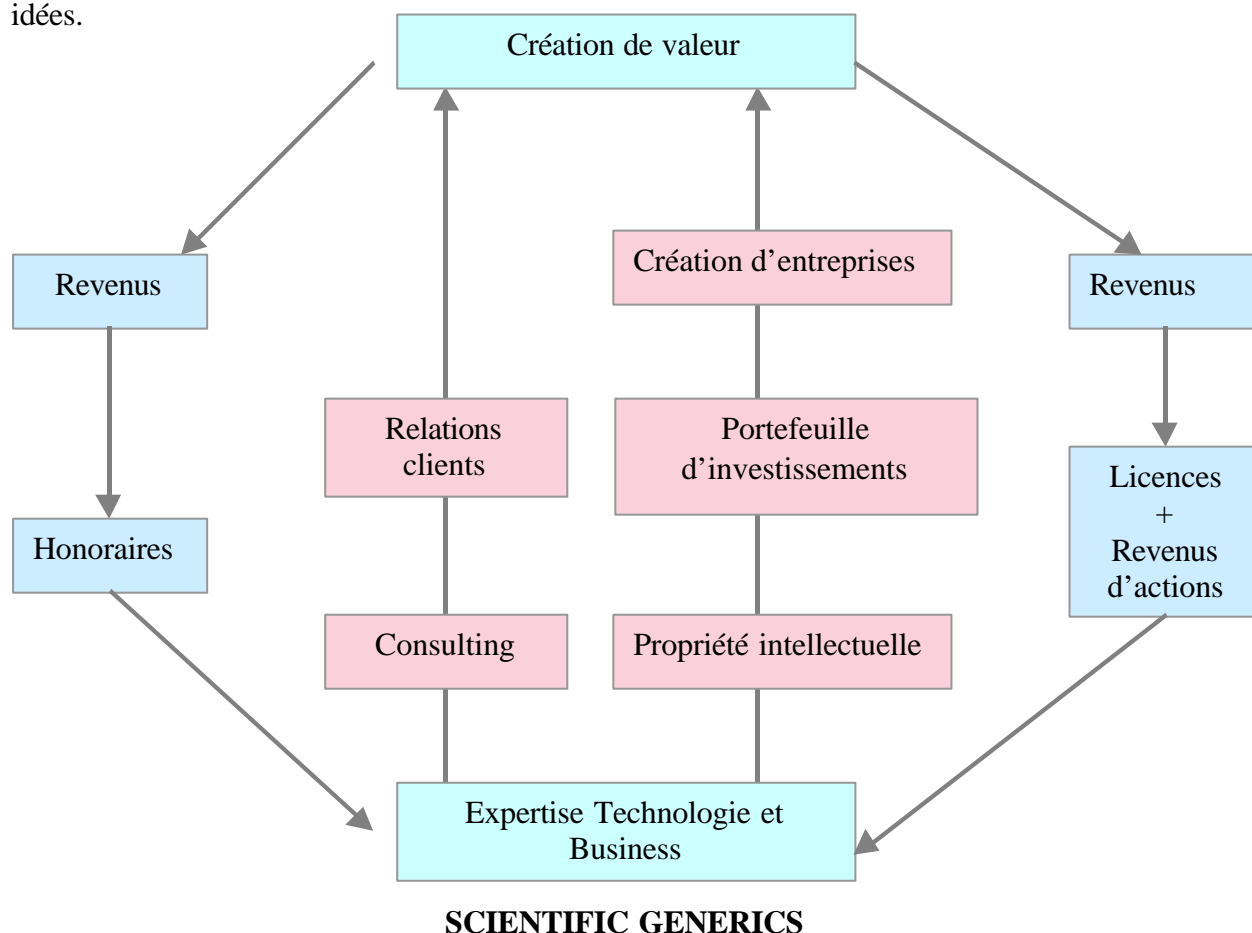 idées.
Création de valeur
Création d’entreprises
Revenus
Revenus
Relations
clients
Portefeuille
d’investissements
Licences
+
Revenus
d’actions
Honoraires
Consulting
Propriété intellectuelle
Expertise Technologie et
Business
SCIENTIFIC GENERICS